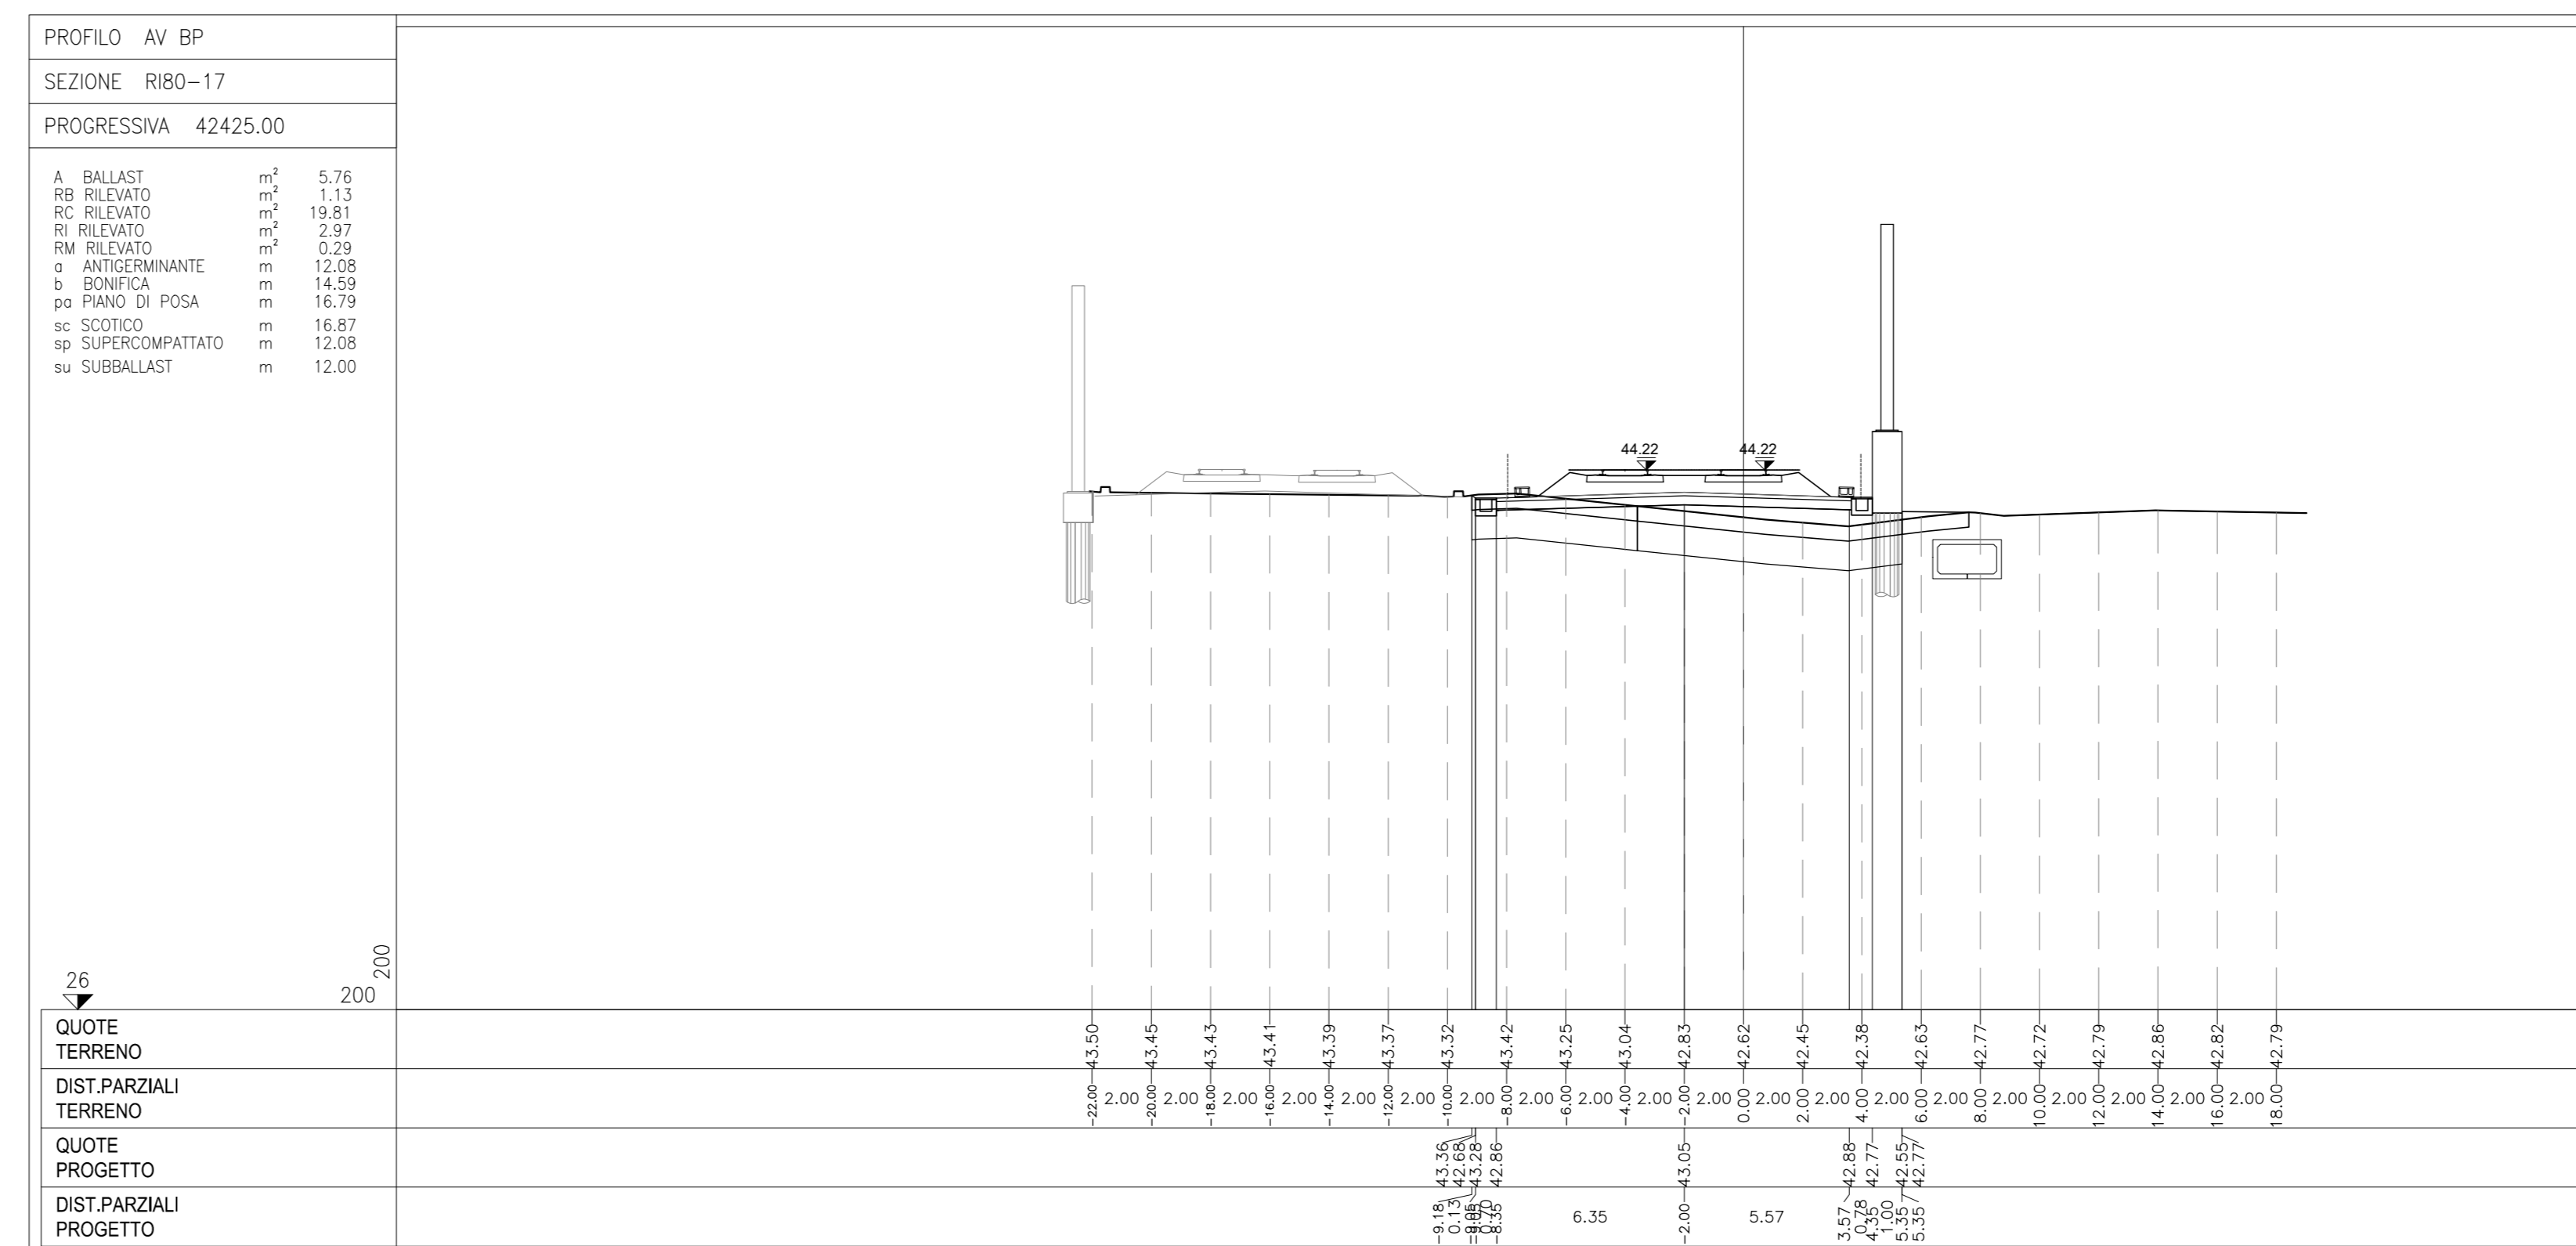 PROFILO AV BP
SEZIONE RI80-17
PROGRESSIVA 42425.00
A BALLAST m² 5.76
RB RILEVATO m² 1.13
RC RILEVATO m² 19.81
RI RILEVATO m² 2.97
RM RILEVATO m² 0.29
a ANTIGERMINANTE m 12.08
b BONIFICA m 14.59
pa PIANO DI POSA m 16.79
sc SCOTICO m 16.87
sp SUPERCOMPATTATO m 12.08
su SUBBALLAST m 12.00
44.22 44.22
26
200
200
QUOTE
TERRENO
43.50 43.45 43.43 43.41 43.39 43.37 43.32 43.42 43.25 43.04 42.83 42.62 42.45 42.38 42.63 42.77 42.72 42.79 42.86 42.82 42.79
DIST.PARZIALI
TERRENO
-22.00 2.00 -20.00 2.00 -18.00 2.00 -16.00 2.00 -14.00 2.00 -12.00 2.00 -10.00 2.00 -8.00 2.00 -6.00 2.00 -4.00 2.00 -2.00 2.00 0.00 2.00 2.00 2.00 4.00 2.00 6.00 2.00 8.00 2.00 10.00 2.00 12.00 2.00 14.00 2.00 16.00 2.00 18.00
QUOTE
PROGETTO
43.36 42.68 43.28 42.86 43.05 42.88 42.77 42.55 42.77
DIST.PARZIALI
PROGETTO
-9.18 0.13 -9.05 0.70 -8.35 6.35 -2.00 5.57 3.57 0.78 4.35 1.00 5.35 5.35